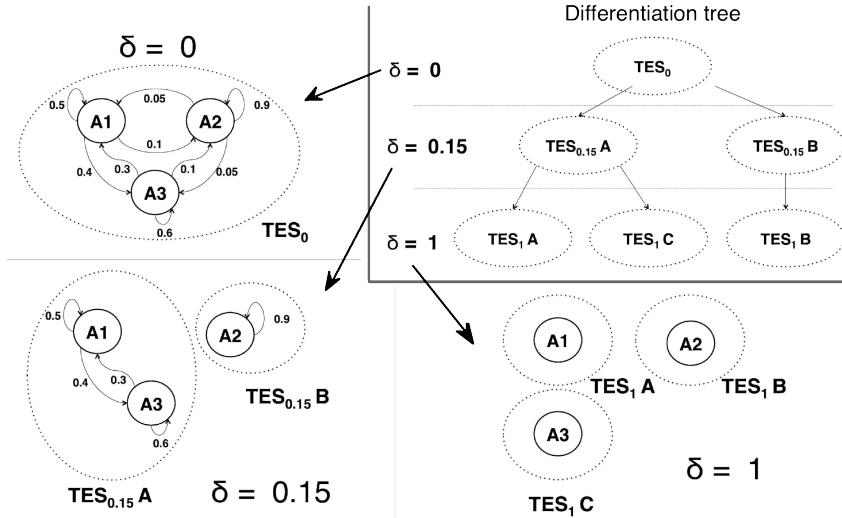 Differentiation tree
δ = 0
0.5
0.05
0.9
A1
A2
0.1
0.4
0.3
0.1
0.05
A3
0.6
TES₀
δ = 0
TES₀
δ = 0.15
TES₀.₁₅ A
TES₀.₁₅ B
δ = 1
TES₁ A
TES₁ C
TES₁ B
0.5
A1
0.4
0.3
A3
0.6
TES₀.₁₅ A
A2
0.9
TES₀.₁₅ B
δ = 0.15
A1
TES₁ A
A2
TES₁ B
A3
TES₁ C
δ = 1